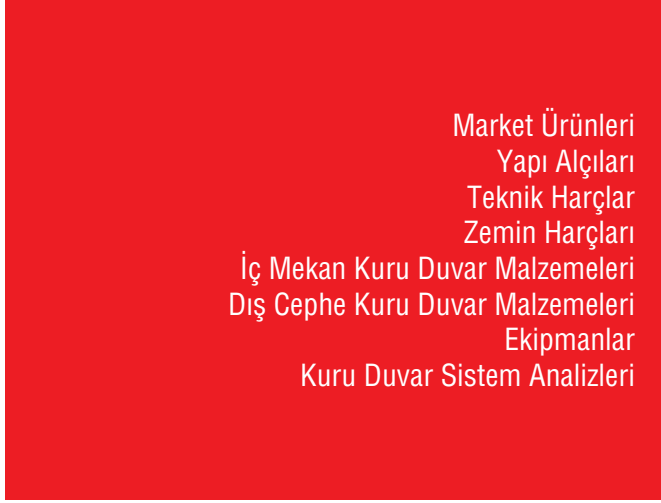 Market Ürünleri
Yapı Alçıları
Teknik Harçlar
Zemin Harçları
İç Mekan Kuru Duvar Malzemeleri
Dış Cephe Kuru Duvar Malzemeleri
Ekipmanlar
Kuru Duvar Sistem Analizleri